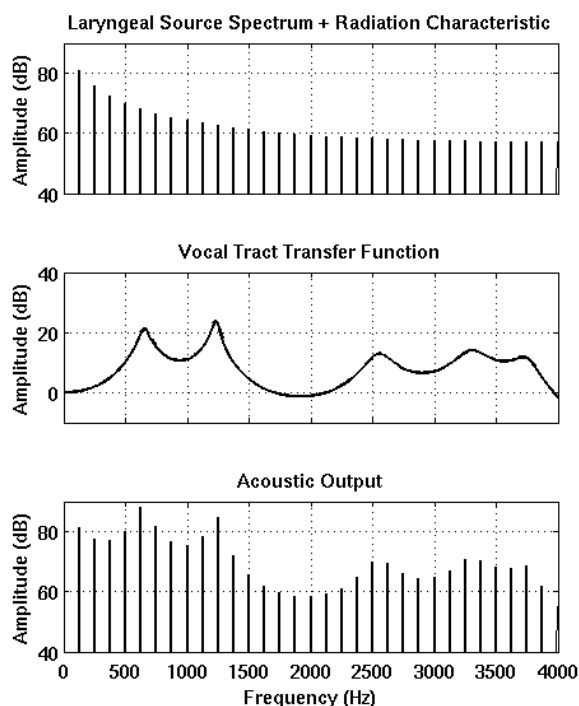 Laryngeal Source Spectrum + Radiation Characteristic
Amplitude (dB)
80
60
40
Vocal Tract Transfer Function
Amplitude (dB)
40
20
0
Acoustic Output
Amplitude (dB)
80
60
40
0 500 1000 1500 2000 2500 3000 3500 4000
Frequency (Hz)